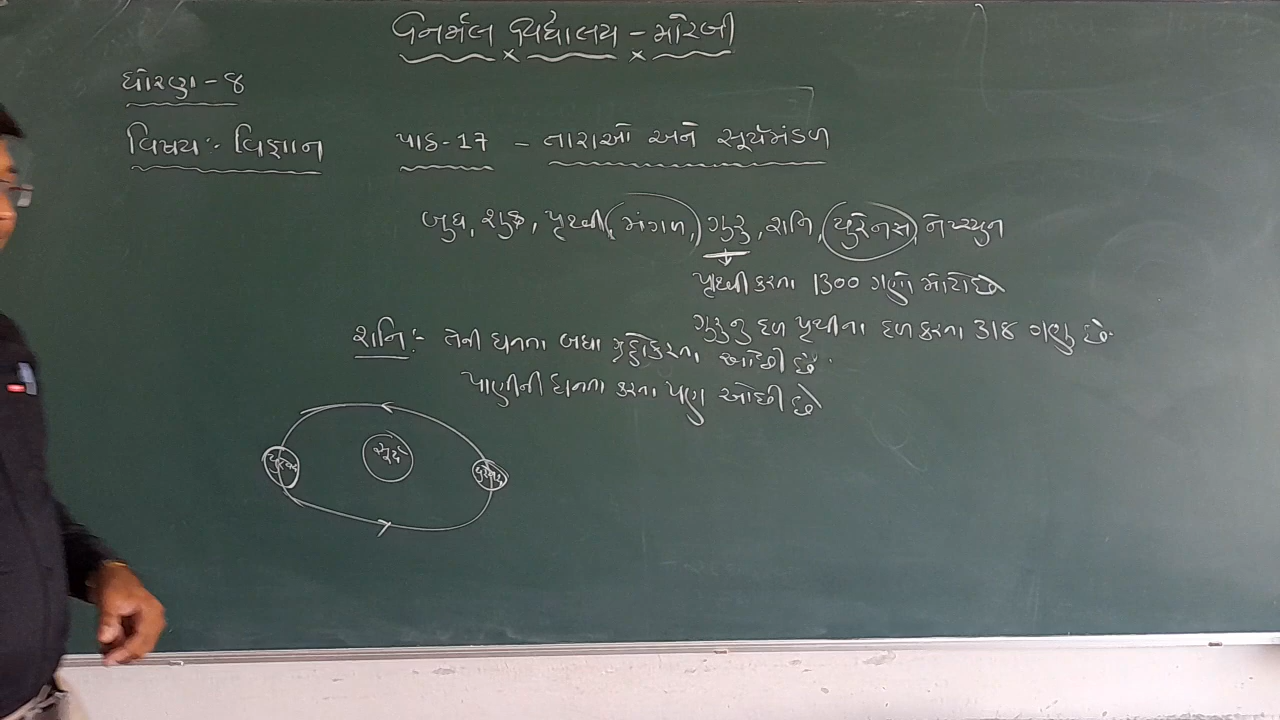 નિર્મલ વિદ્યાલય - મોરબી
ધોરણ - ૪
વિષય :- વિજ્ઞાન પાઠ - 17 - તારાઓ અને સૂર્યમંડળ
બુધ, શુક્ર, પૃથ્વી, મંગળ, ગુરુ, શનિ, યુરેનસ, નેપ્ચ્યુન
પૃથ્વી કરતા 1300 ગણો મોટો છે
ગુરુનુ દળ પૃથ્વીના દળ કરતા 318 ગણુ છે.
શનિ :- તેની ઘનતા બધા ગ્રહો કરતા ઓછી છે.
પાણીની ઘનતા કરતા પણ ઓછી છે
સૂર્ય